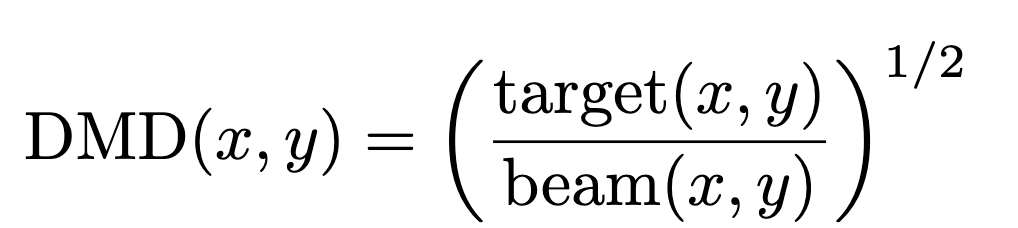 DMD(x, y) = (target(x, y) / beam(x, y))^{1/2}